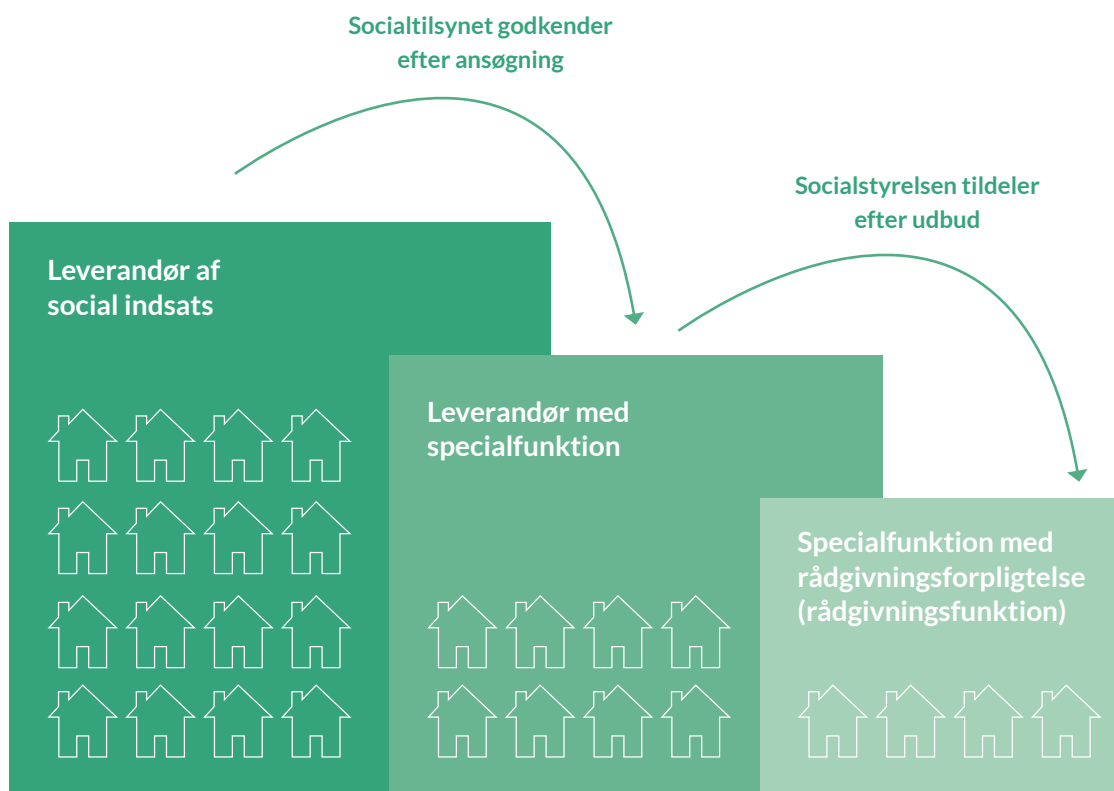 Socialtilsynet godkender
efter ansøgning
Socialstyrelsen tildeler
efter udbud
Leverandør af
social indsats
Leverandør med
specialfunktion
Specialfunktion med
rådgivningsforpligtelse
(rådgivningsfunktion)